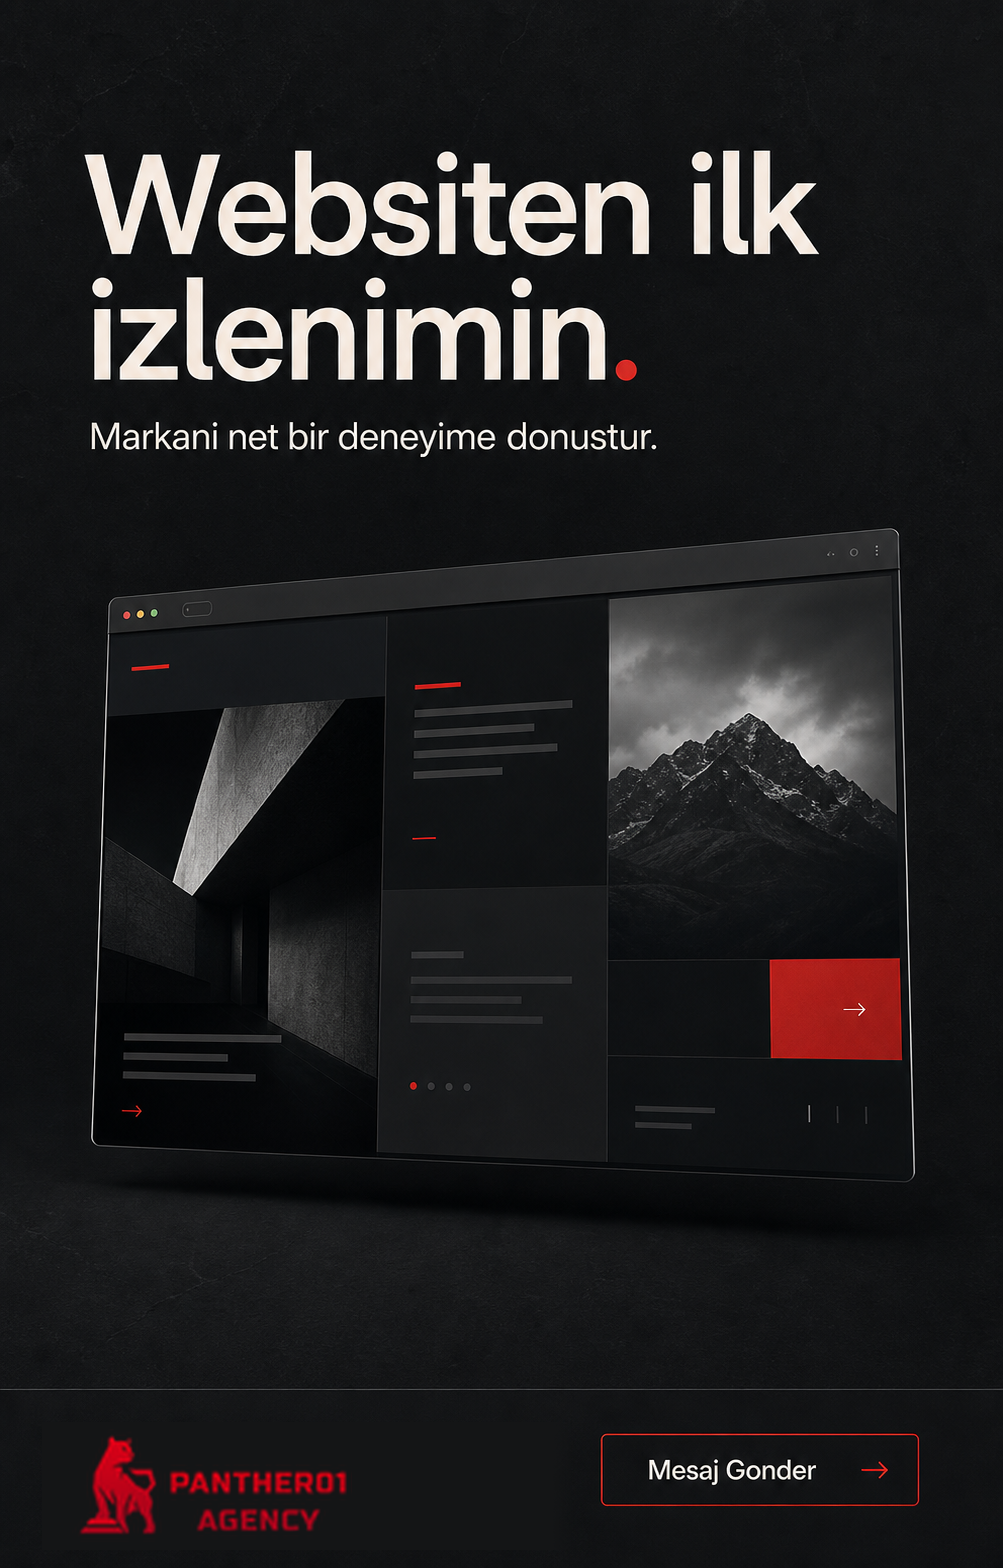 Websiten ilk
izlenimin.
Markani net bir deneyime donustur.
PANTHER01
AGENCY
Mesaj Gonder